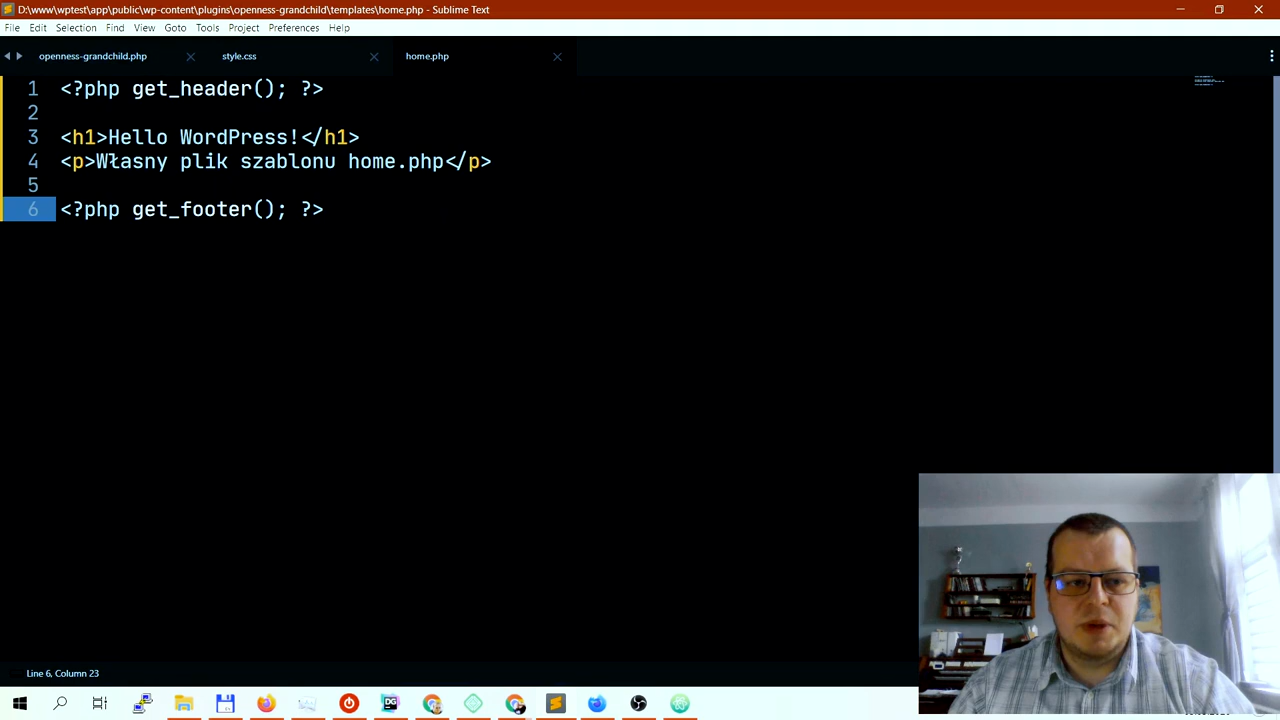 D:\www\wptest\app\public\wp-content\plugins\openness-grandchild\templates\home.php - Sublime Text
File Edit Selection Find View Goto Tools Project Preferences Help
openness-grandchild.php style.css home.php
1 <?php get_header(); ?>
2
3 <h1>Hello WordPress!</h1>
4 <p>Własny plik szablonu home.php</p>
5
6 <?php get_footer(); ?>
Line 6, Column 23
DG